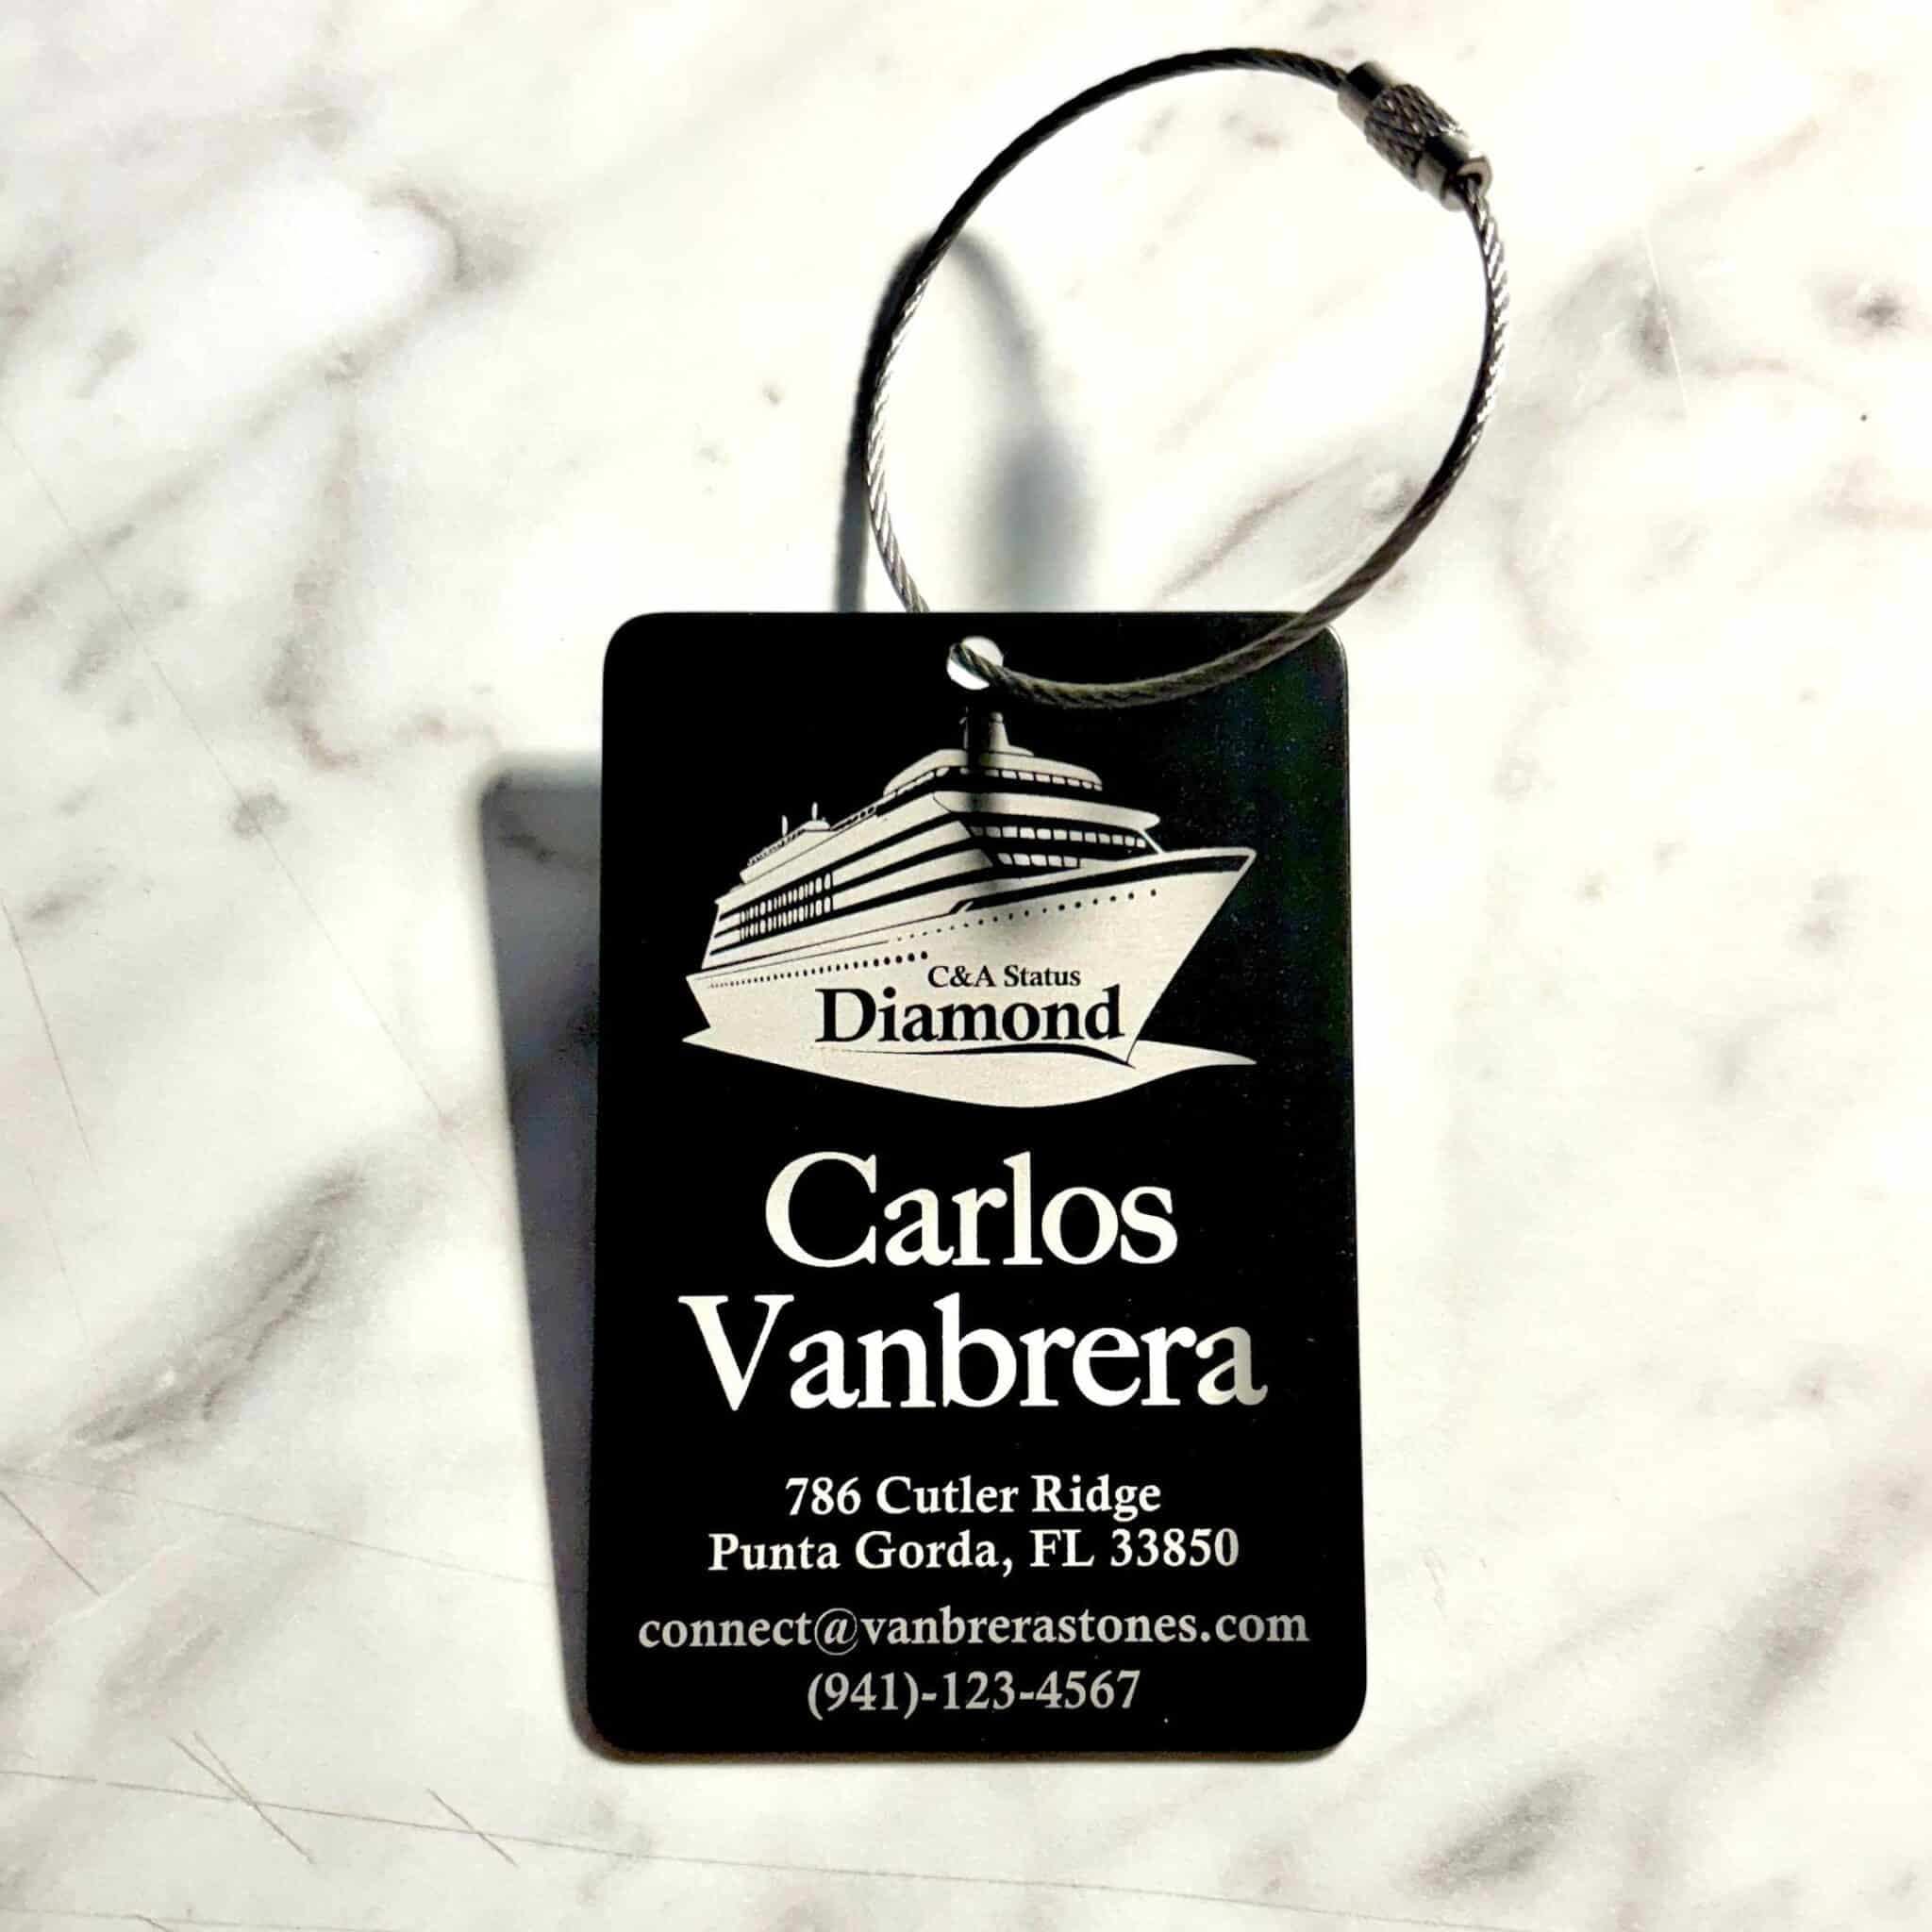 C&A Status
Diamond
Carlos
Vanbrera
786 Cutler Ridge
Punta Gorda, FL 33850
connect@vanbrerastones.com
(941)-123-4567